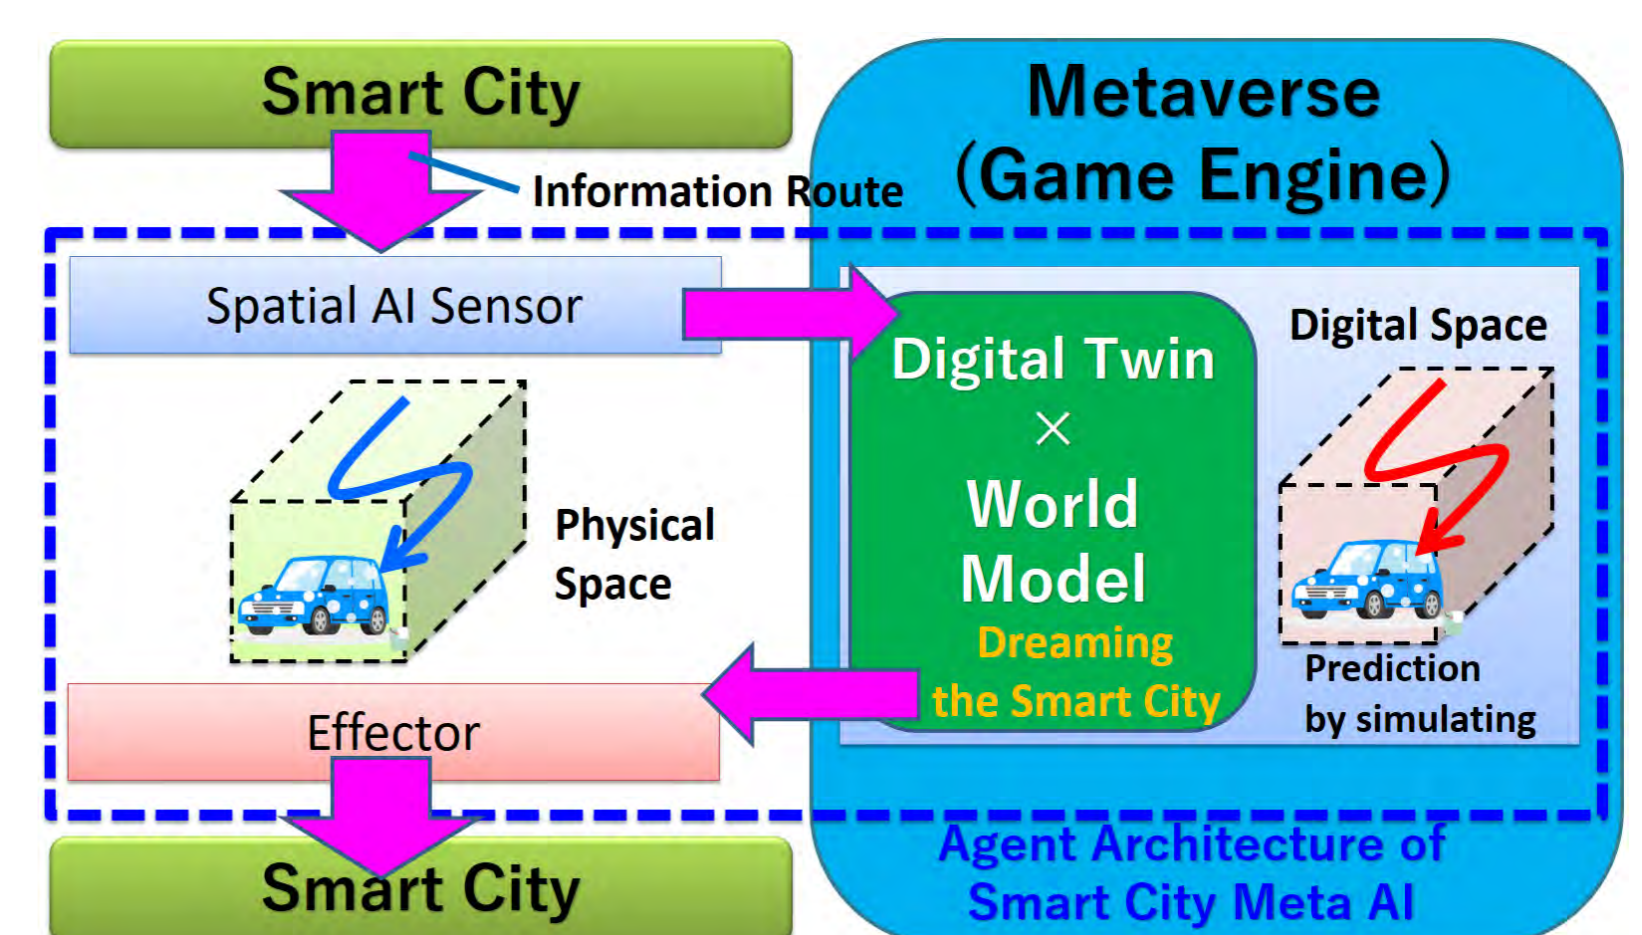 Smart City
Metaverse
(Game Engine)
Information Route
Spatial AI Sensor
Digital Twin
×
World
Model
Dreaming
the Smart City
Digital Space
Physical
Space
Prediction
by simulating
Effector
Smart City
Agent Architecture of
Smart City Meta AI